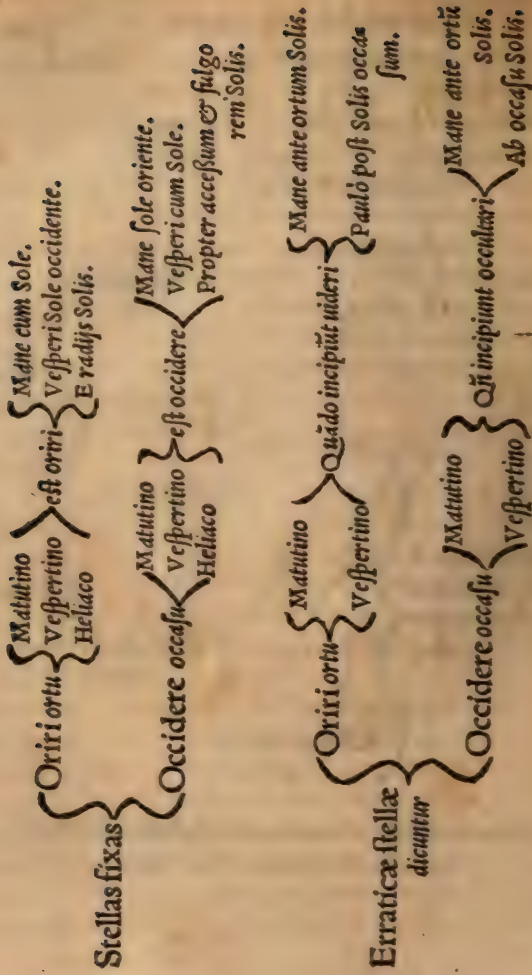 Stellas fixas
Oriri ortu
Matutino
Veſpertino
Heliaco
eſt oriri
Mane cum Sole.
Veſperi Sole occidente.
E radijs Solis.
Occidere occaſu
Matutino
Veſpertino
Heliaco
eſt occidere
Mane ſole oriente.
Veſperi cum Sole.
Propter acceſſum & fulgo
rem Solis.
Erraticæ ſtellæ
dicuntur
Oriri ortu
Matutino
Veſpertino
Quãdo incipiũt uideri
Mane ante ortum Solis.
Paulò poſt Solis occa⸗
ſum.
Occidere occaſu
Matutino
Veſpertino
Qñ incipiunt occultari
Mane ante ortũ
Solis.
Ab occaſu Solis.